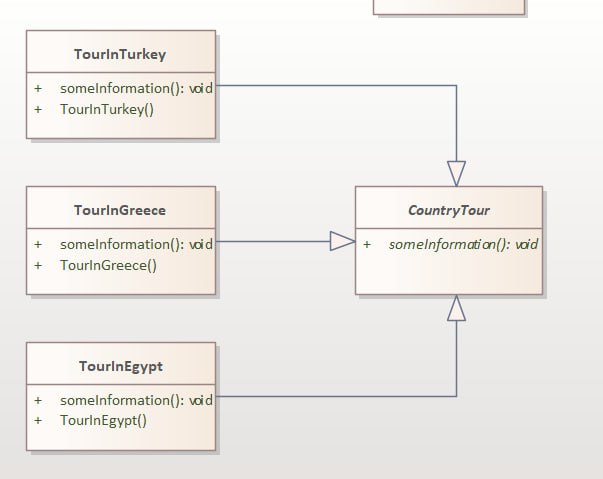 TourInTurkey
+ someInformation(): void
+ TourInTurkey()
TourInGreece
+ someInformation(): void
+ TourInGreece()
CountryTour
+ someInformation(): void
TourInEgypt
+ someInformation(): void
+ TourInEgypt()